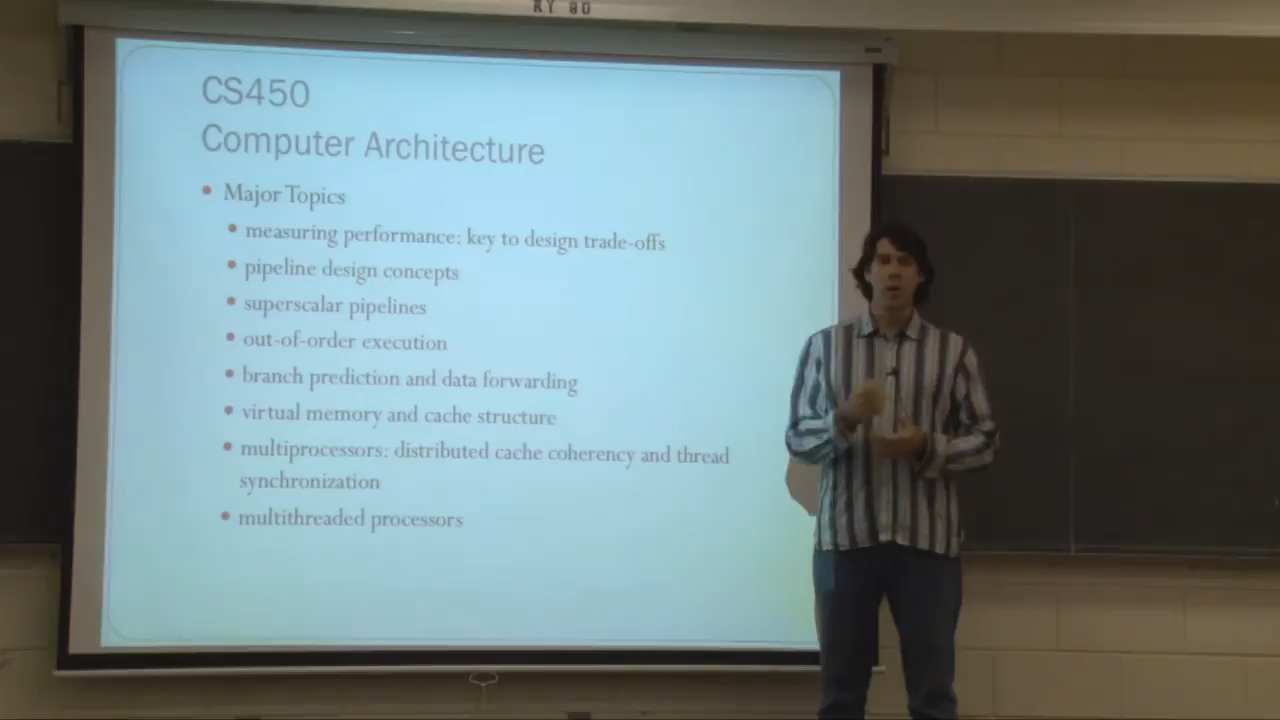 CS450
Computer Architecture
Major Topics
measuring performance: key to design trade-offs
pipeline design concepts
superscalar pipelines
out-of-order execution
branch prediction and data forwarding
virtual memory and cache structure
multiprocessors: distributed cache coherency and thread
synchronization
multithreaded processors